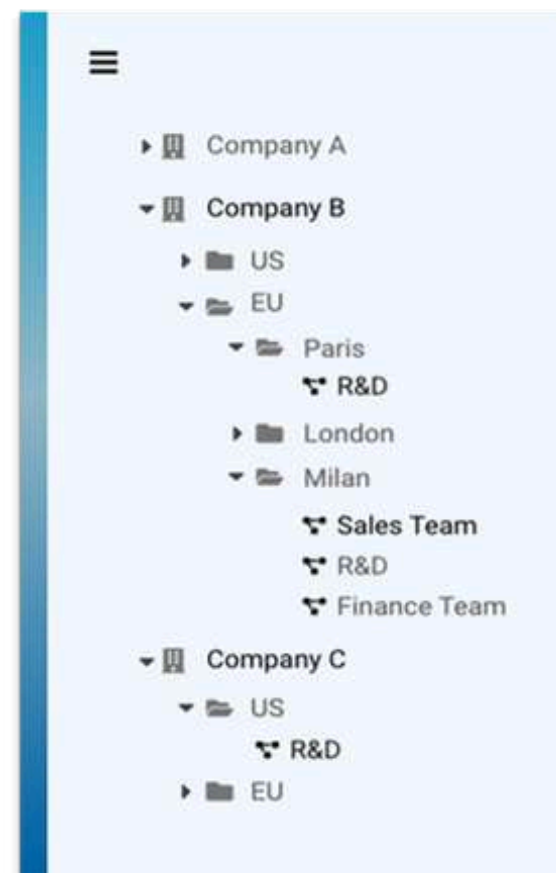 Company A
Company B
US
EU
Paris
R&D
London
Milan
Sales Team
R&D
Finance Team
Company C
US
R&D
EU